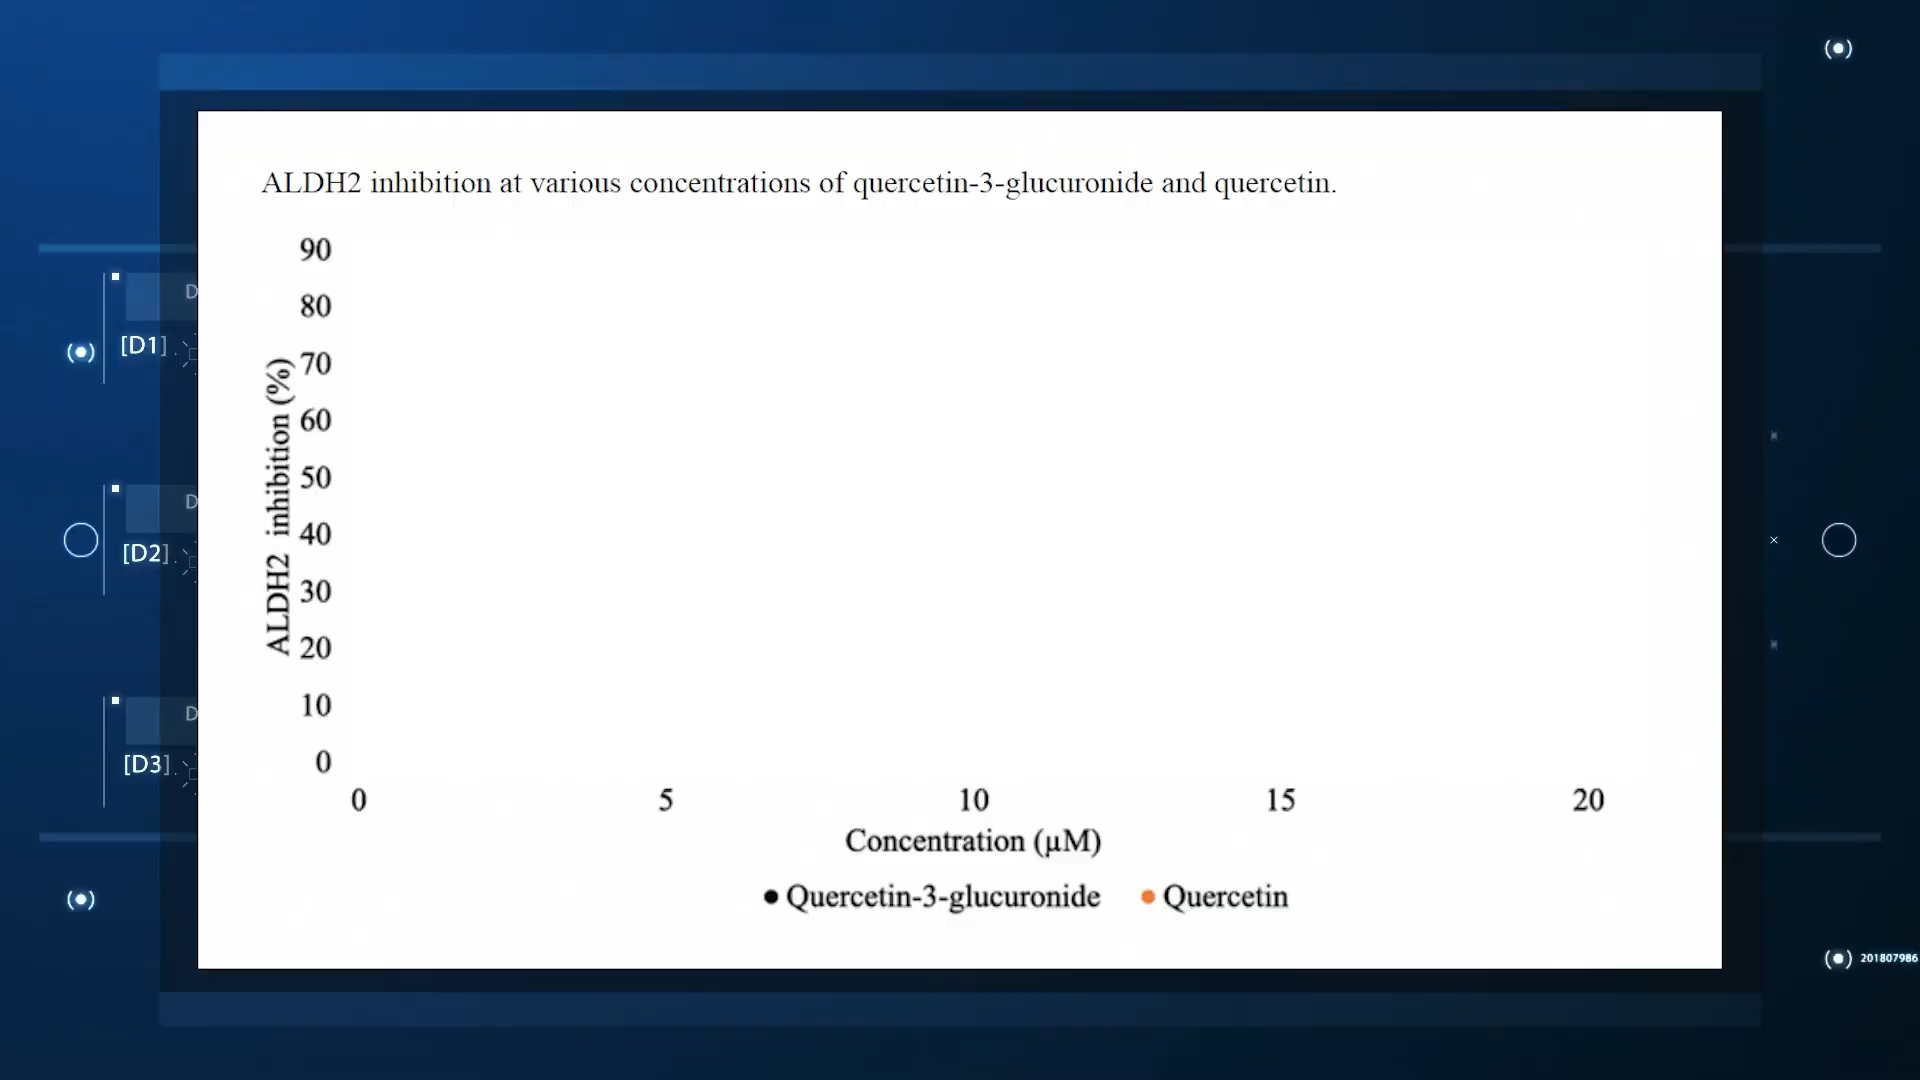 ALDH2 inhibition at various concentrations of quercetin-3-glucuronide and quercetin.
90
80
70
60
50
40
30
20
10
0
ALDH2 inhibition (%)
0 5 10 15 20
Concentration (µM)
Quercetin-3-glucuronide Quercetin
D
[D1]
D
[D2]
D
[D3]
201807986